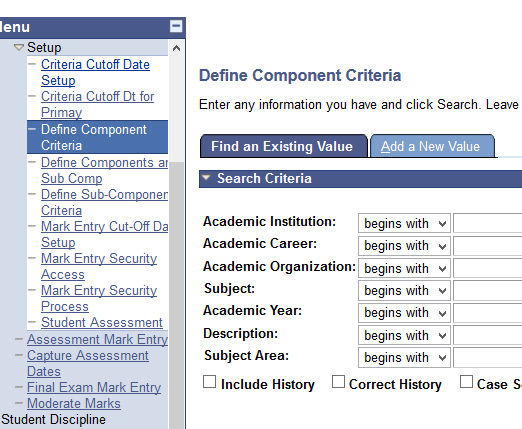 enu
Setup
Criteria Cutoff Date
Setup
Criteria Cutoff Dt for
Primay
Define Component
Criteria
Define Components an
Sub Comp
Define Sub-Componen
Criteria
Mark Entry Cut-Off Da
Setup
Mark Entry Security
Access
Mark Entry Security
Process
Student Assessment
Assessment Mark Entry
Capture Assessment
Dates
Final Exam Mark Entry
Moderate Marks
Student Discipline
Define Component Criteria
Enter any information you have and click Search. Leave
Find an Existing Value
Add a New Value
Search Criteria
Academic Institution: begins with
Academic Career: begins with
Academic Organization: begins with
Subject: begins with
Academic Year: begins with
Description: begins with
Subject Area: begins with
Include History Correct History Case Se